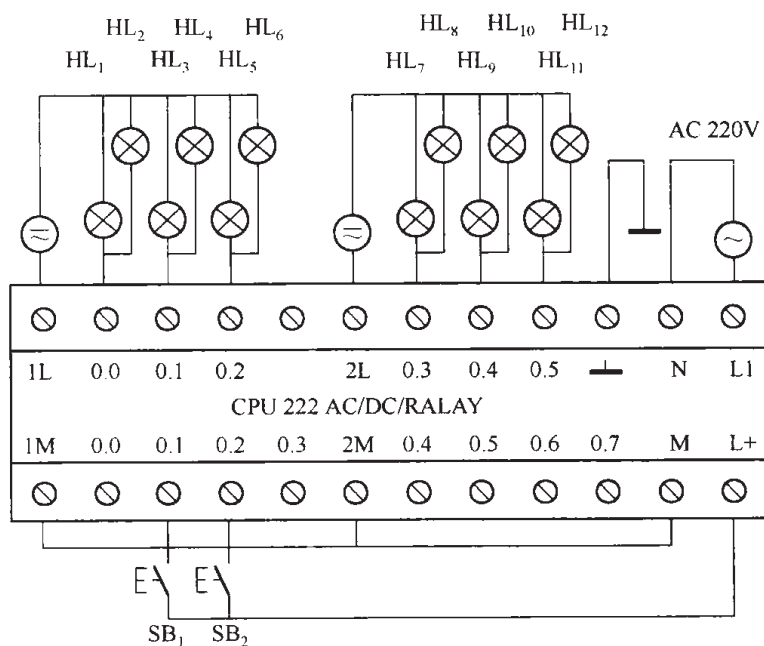 HL2 HL4 HL6 HL8 HL10 HL12
HL1 HL3 HL5 HL7 HL9 HL11
AC 220V
1L 0.0 0.1 0.2 2L 0.3 0.4 0.5 N L1
CPU 222 AC/DC/RALAY
1M 0.0 0.1 0.2 0.3 2M 0.4 0.5 0.6 0.7 M L+
SB1 SB2